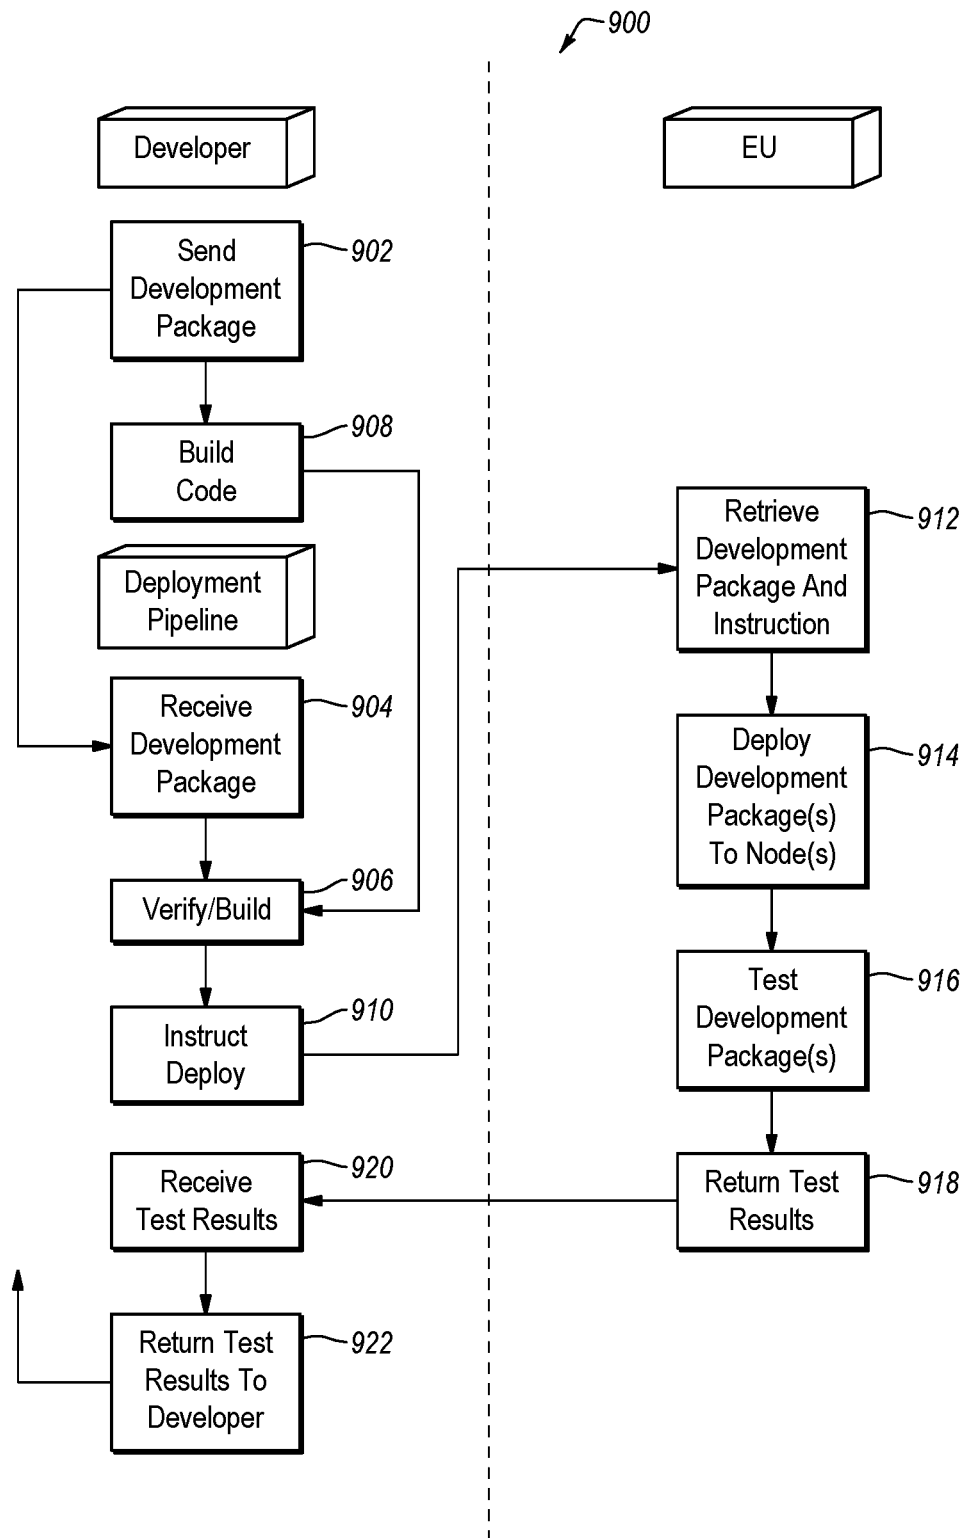 900
Developer
EU
Send
Development
Package
902
Build
Code
908
Deployment
Pipeline
Receive
Development
Package
904
Verify/Build
906
Instruct
Deploy
910
Retrieve
Development
Package And
Instruction
912
Deploy
Development
Package(s)
To Node(s)
914
Test
Development
Package(s)
916
Return Test
Results
918
Receive
Test Results
920
Return Test
Results To
Developer
922